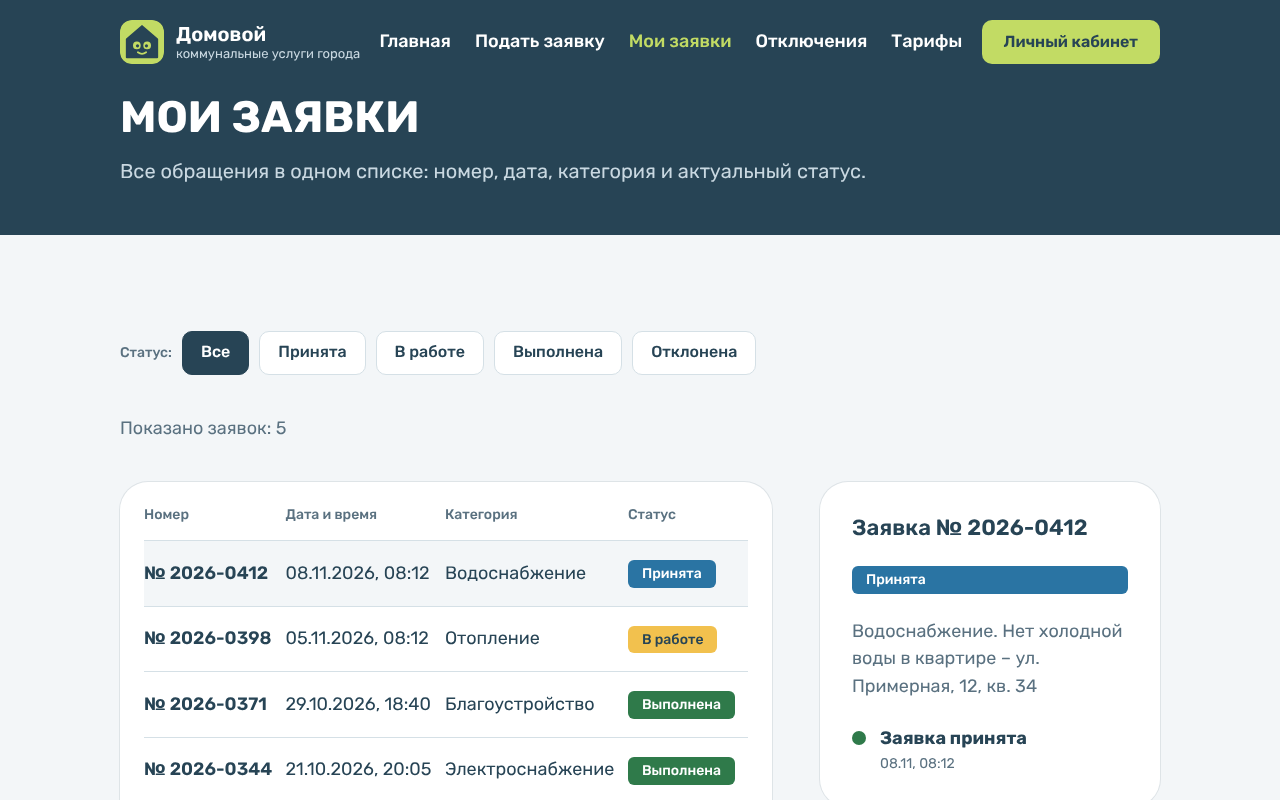 Домовой
коммунальные услуги города
Главная Подать заявку Мои заявки Отключения Тарифы Личный кабинет
МОИ ЗАЯВКИ
Все обращения в одном списке: номер, дата, категория и актуальный статус.
Статус: Все Принята В работе Выполнена Отклонена
Показано заявок: 5
Номер Дата и время Категория Статус
№ 2026-0412 08.11.2026, 08:12 Водоснабжение Принята
№ 2026-0398 05.11.2026, 08:12 Отопление В работе
№ 2026-0371 29.10.2026, 18:40 Благоустройство Выполнена
№ 2026-0344 21.10.2026, 20:05 Электроснабжение Выполнена
Заявка № 2026-0412
Принята
Водоснабжение. Нет холодной
воды в квартире – ул.
Примерная, 12, кв. 34
Заявка принята
08.11, 08:12